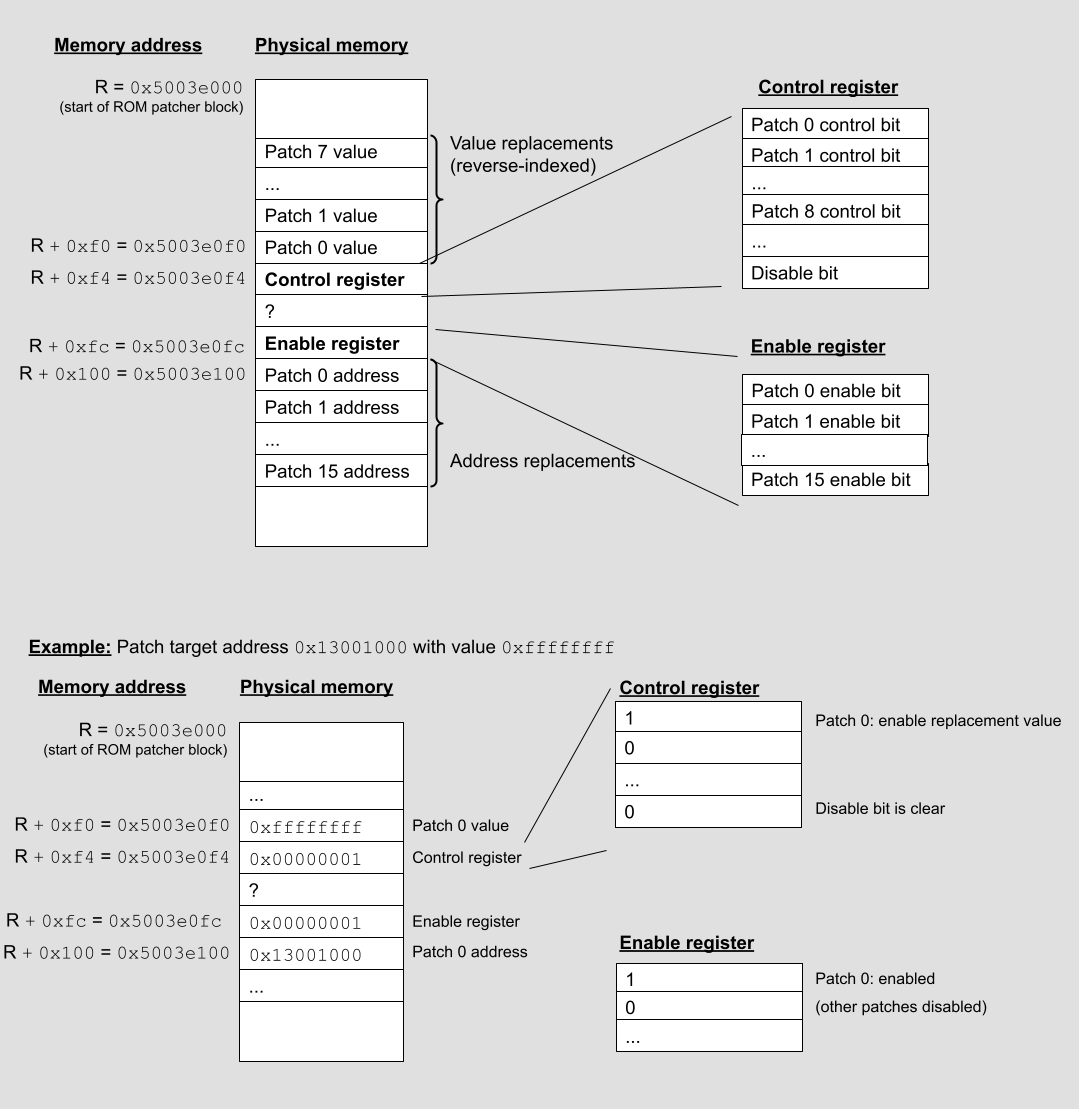 Memory address Physical memory
R = 0x5003e000
(start of ROM patcher block)
Patch 7 value
...
Patch 1 value
R + 0xf0 = 0x5003e0f0 Patch 0 value
R + 0xf4 = 0x5003e0f4 Control register
?
R + 0xfc = 0x5003e0fc Enable register
R + 0x100 = 0x5003e100 Patch 0 address
Patch 1 address
...
Patch 15 address
Value replacements
(reverse-indexed)
Address replacements
Control register
Patch 0 control bit
Patch 1 control bit
...
Patch 8 control bit
...
Disable bit
Enable register
Patch 0 enable bit
Patch 1 enable bit
...
Patch 15 enable bit
Example: Patch target address 0x13001000 with value 0xffffffff
Memory address Physical memory
R = 0x5003e000
(start of ROM patcher block)
...
R + 0xf0 = 0x5003e0f0 0xffffffff Patch 0 value
R + 0xf4 = 0x5003e0f4 0x00000001 Control register
?
R + 0xfc = 0x5003e0fc 0x00000001 Enable register
R + 0x100 = 0x5003e100 0x13001000 Patch 0 address
...
Control register
1 Patch 0: enable replacement value
0
...
0 Disable bit is clear
Enable register
1 Patch 0: enabled
0 (other patches disabled)
...